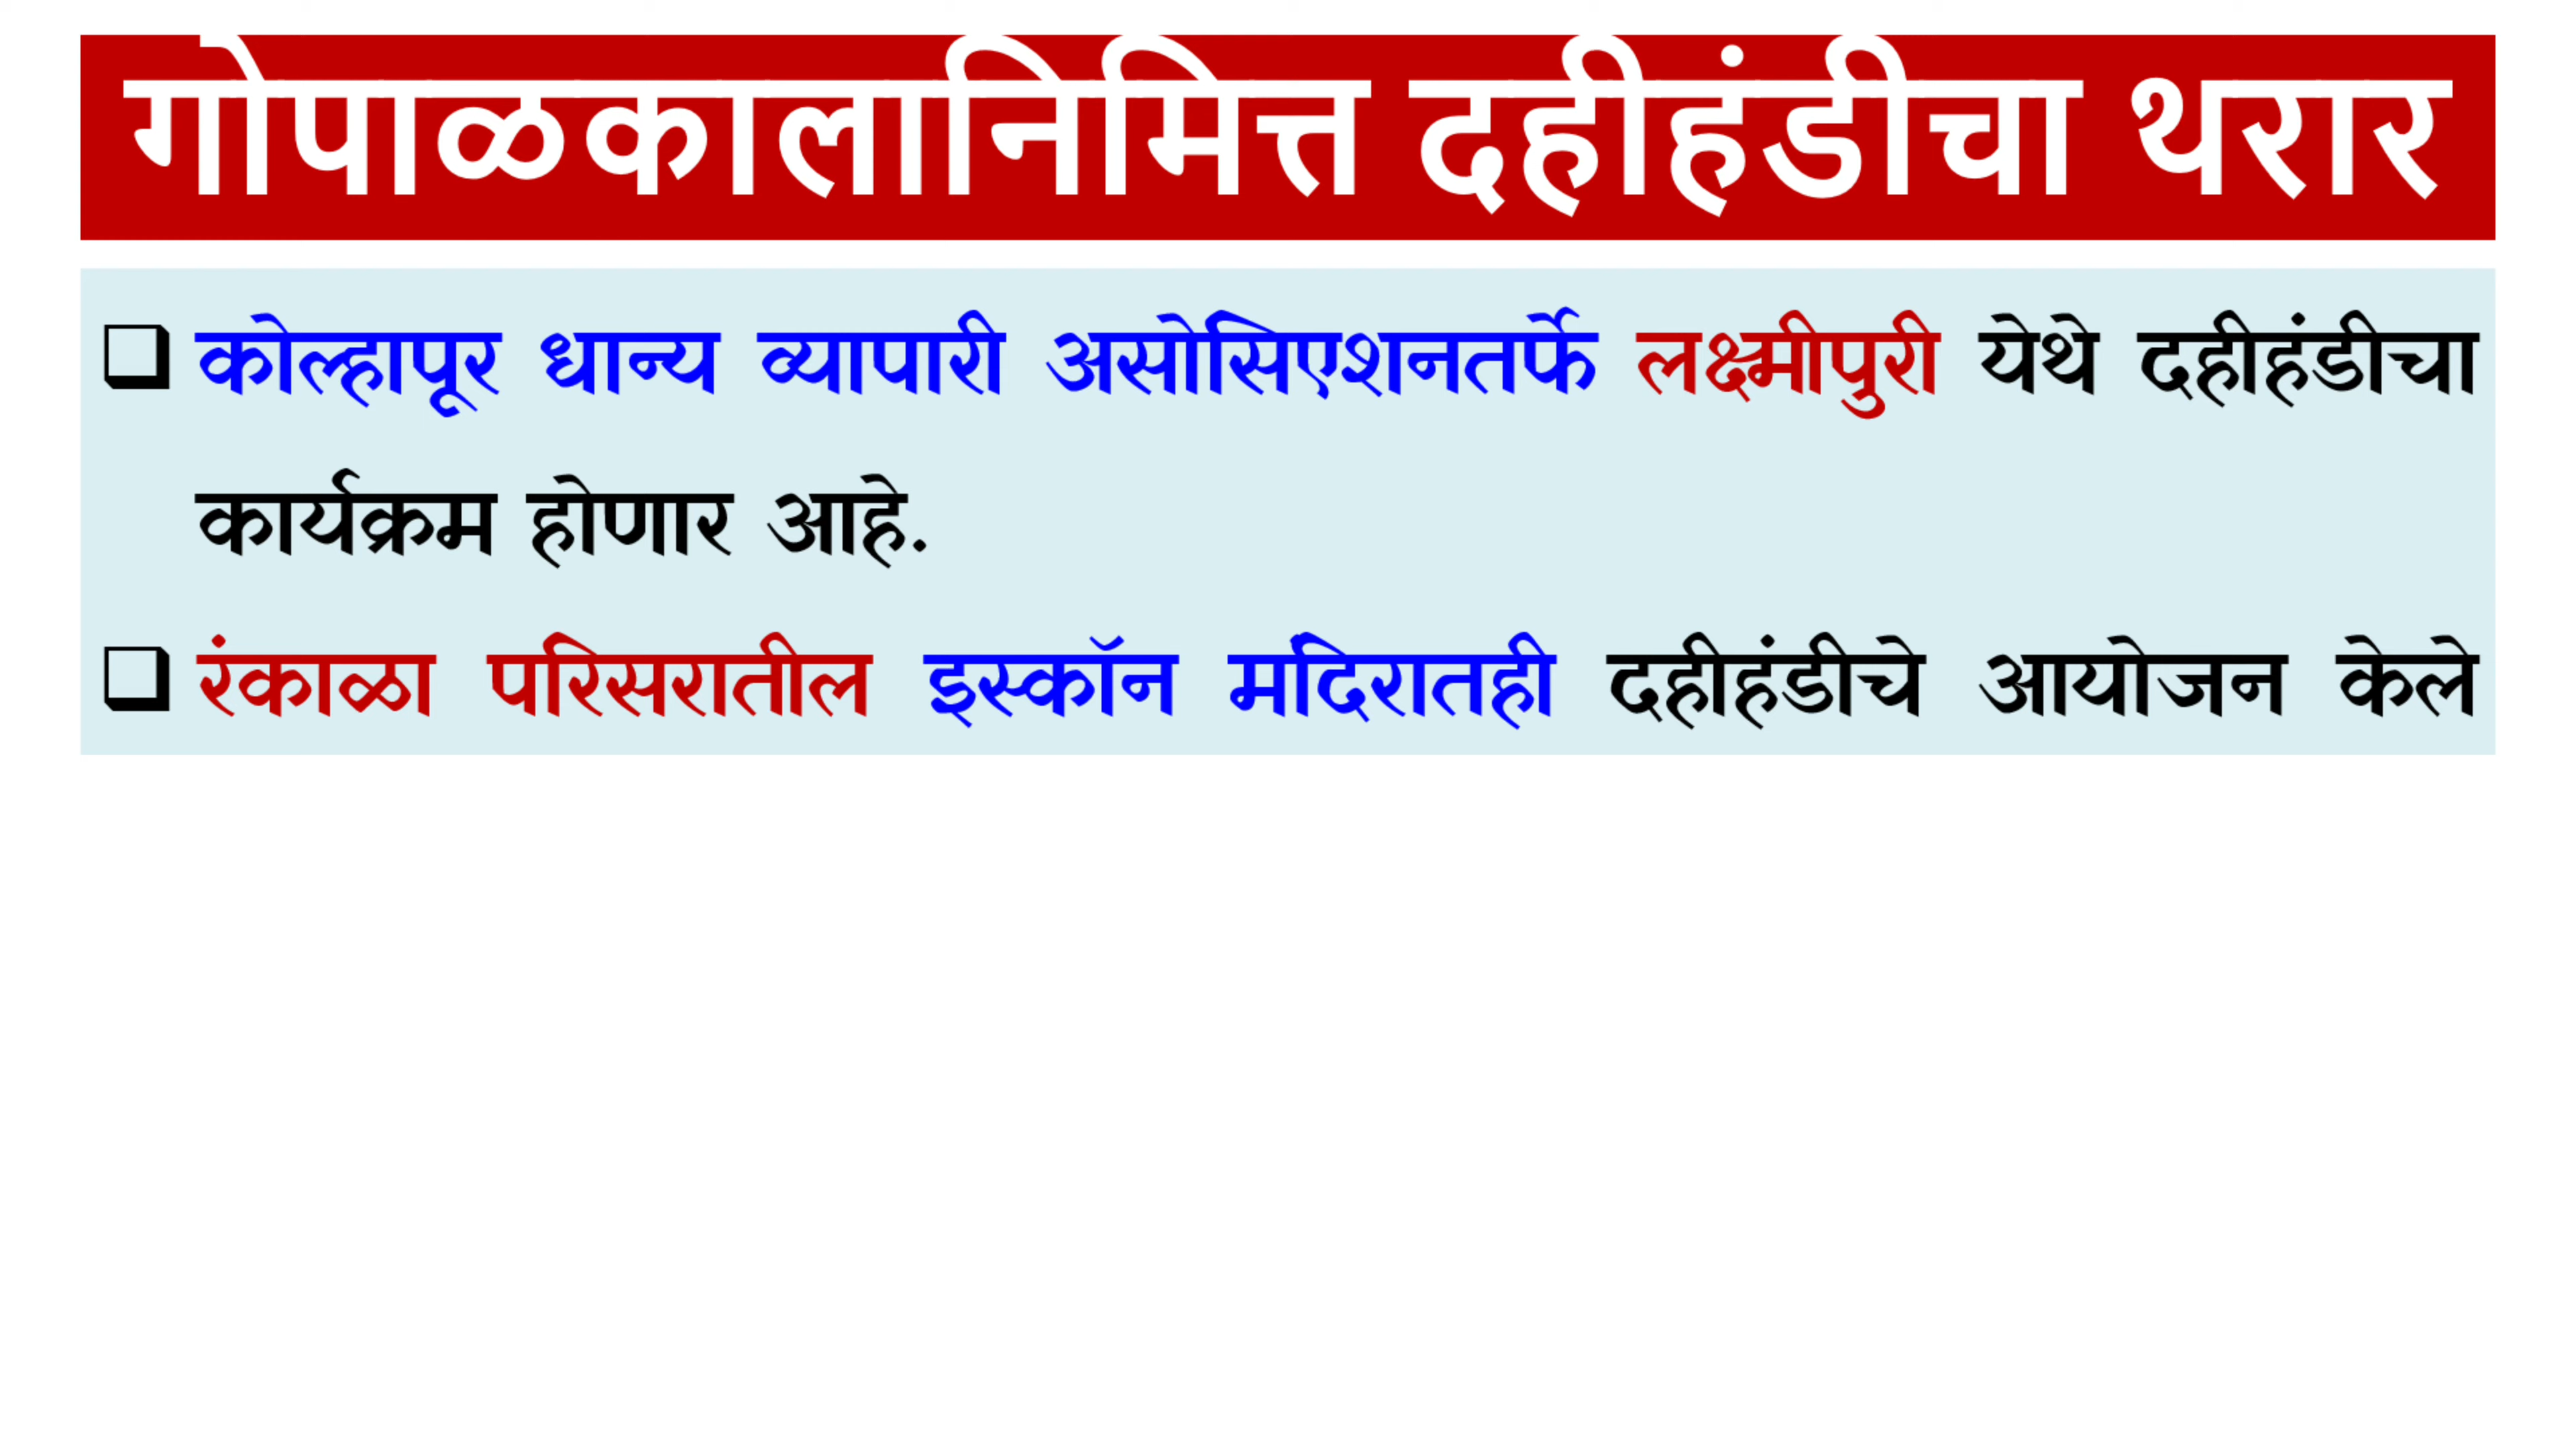 गोपाळकालानिमित्त दहीहंडीचा थरार
कोल्हापूर धान्य व्यापारी असोसिएशनतर्फे लक्ष्मीपुरी येथे दहीहंडीचा
कार्यक्रम होणार आहे.
रंकाळा परिसरातील इस्कॉन मंदिरातही दहीहंडीचे आयोजन केले